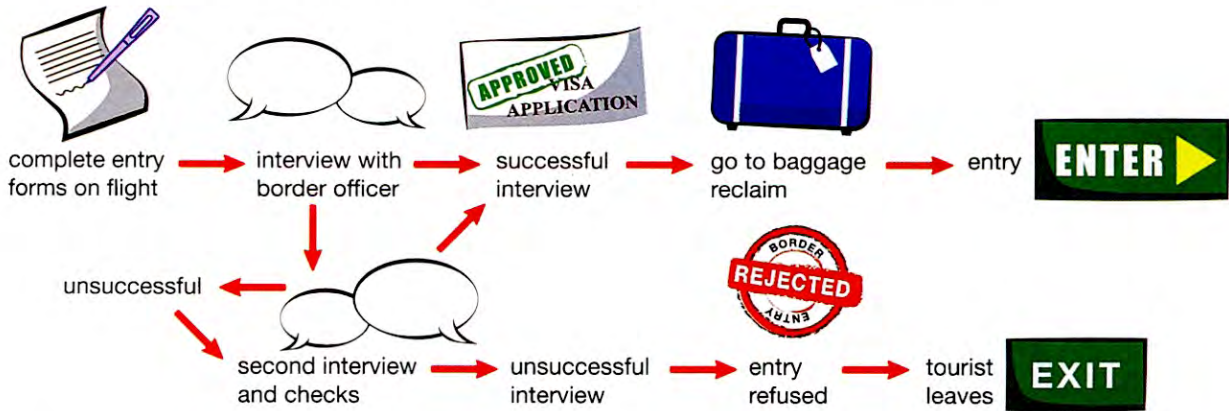 APPROVED
VISA
APPLICATION
complete entry
forms on flight
interview with
border officer
successful
interview
go to baggage
reclaim
entry
ENTER
unsuccessful
BORDER
REJECTED
ENTRY
second interview
and checks
unsuccessful
interview
entry
refused
tourist
leaves
EXIT